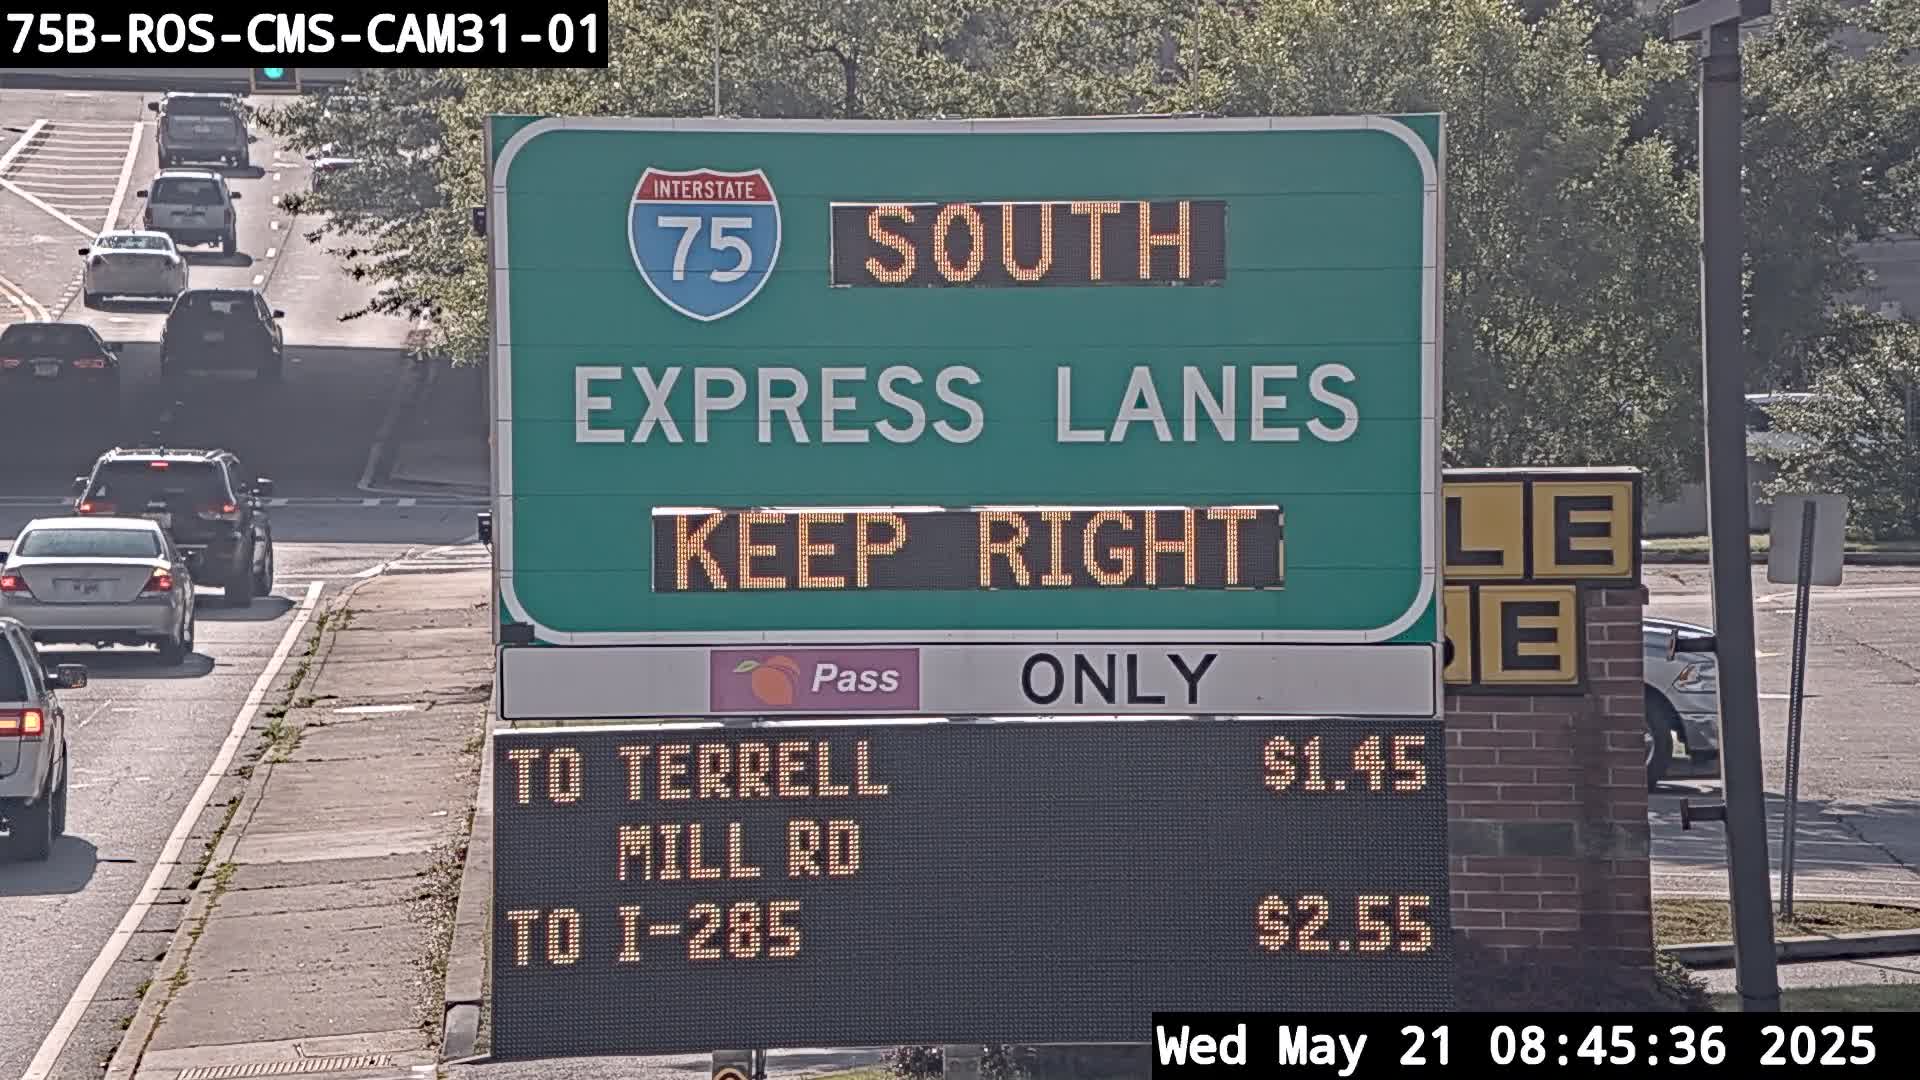 75B-ROS-CMS-CAM31-01
INTERSTATE
75
SOUTH
EXPRESS LANES
KEEP RIGHT
LE
E
Pass ONLY
TO TERRELL $1.45
MILL RD
TO I-285 $2.55
Wed May 21 08:45:36 2025